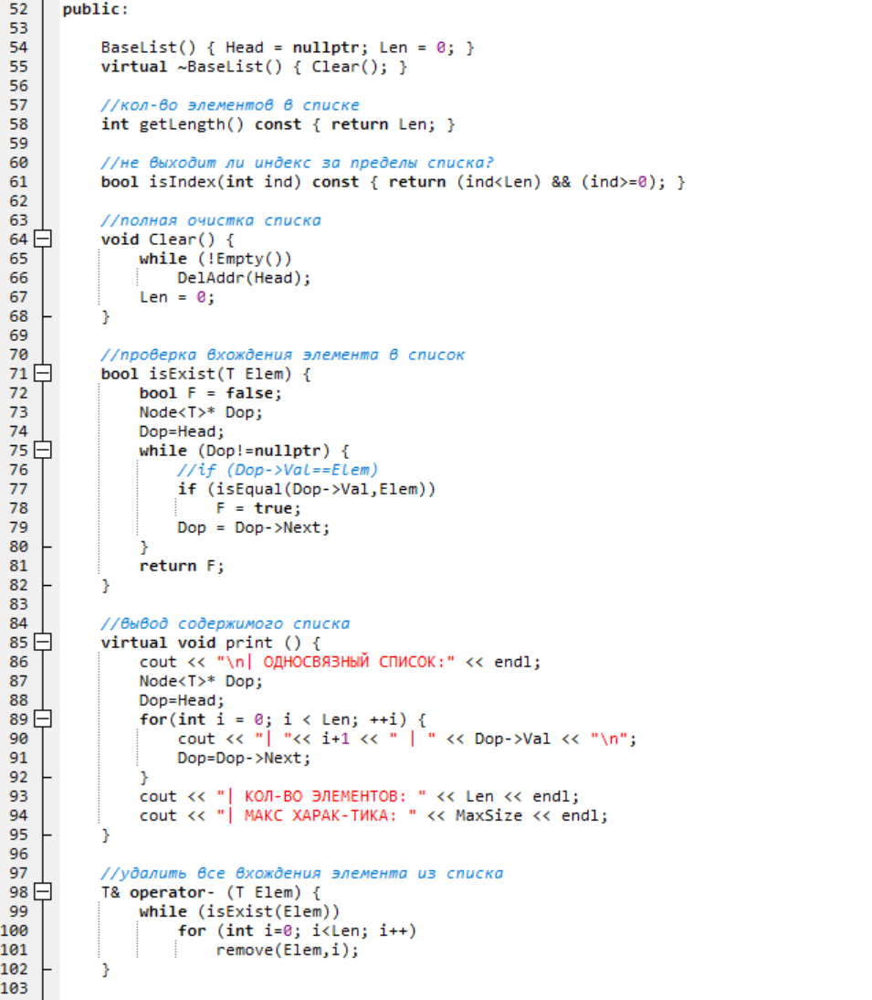 52 public:
53
54 BaseList() { Head = nullptr; Len = 0; }
55 virtual ~BaseList() { Clear(); }
56
57 //кол-во элементов в списке
58 int getLength() const { return Len; }
59
60 //не выходит ли индекс за пределы списка?
61 bool isIndex(int ind) const { return (ind<Len) && (ind>=0); }
62
63 //полная очистка списка
64 void Clear() {
65 while (!Empty())
66 DelAddr(Head);
67 Len = 0;
68 }
69
70 //проверка вхождения элемента в список
71 bool isExist(T Elem) {
72 bool F = false;
73 Node<T>* Dop;
74 Dop=Head;
75 while (Dop!=nullptr) {
76 //if (Dop->Val==Elem)
77 if (isEqual(Dop->Val,Elem))
78 F = true;
79 Dop = Dop->Next;
80 }
81 return F;
82 }
83
84 //вывод содержимого списка
85 virtual void print () {
86 cout << "\n| ОДНОСВЯЗНЫЙ СПИСОК:" << endl;
87 Node<T>* Dop;
88 Dop=Head;
89 for(int i = 0; i < Len; ++i) {
90 cout << "| "<< i+1 << " | " << Dop->Val << "\n";
91 Dop=Dop->Next;
92 }
93 cout << "| КОЛ-ВО ЭЛЕМЕНТОВ: " << Len << endl;
94 cout << "| МАКС ХАРАК-ТИКА: " << MaxSize << endl;
95 }
96
97 //удалить все вхождения элемента из списка
98 T& operator- (T Elem) {
99 while (isExist(Elem))
100 for (int i=0; i<Len; i++)
101 remove(Elem,i);
102 }
103